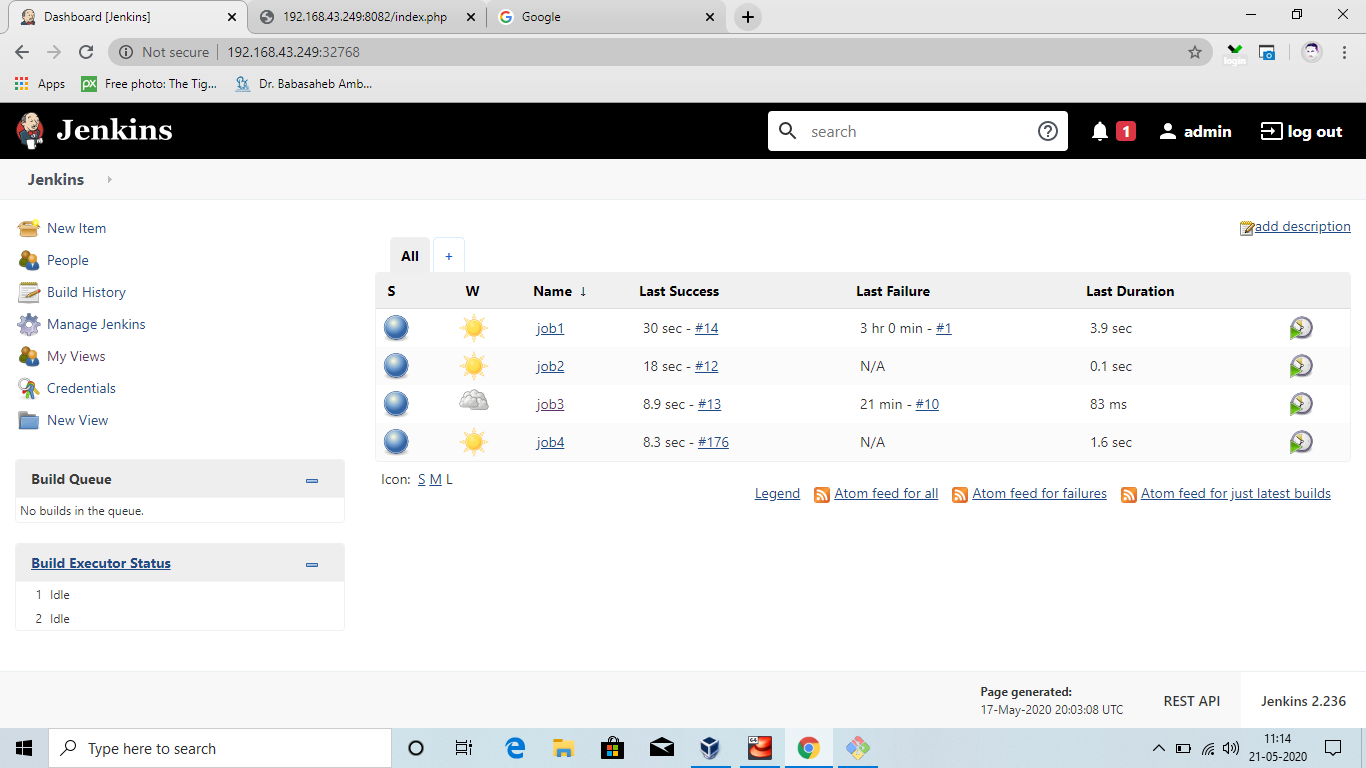 Dashboard [Jenkins]
192.168.43.249:8082/index.php
Google
Not secure
192.168.43.249:32768
login
Apps
Free photo: The Tig...
Dr. Babasaheb Amb...
Jenkins
search
1
admin
log out
Jenkins
New Item
People
Build History
Manage Jenkins
My Views
Credentials
New View
Build Queue
No builds in the queue.
Build Executor Status
1 Idle
2 Idle
add description
All +
S W Name ↓ Last Success Last Failure Last Duration
job1 30 sec - #14 3 hr 0 min - #1 3.9 sec
job2 18 sec - #12 N/A 0.1 sec
job3 8.9 sec - #13 21 min - #10 83 ms
job4 8.3 sec - #176 N/A 1.6 sec
Icon: S M L
Legend Atom feed for all Atom feed for failures Atom feed for just latest builds
Page generated:
17-May-2020 20:03:08 UTC
REST API
Jenkins 2.236
Type here to search
11:14
21-05-2020